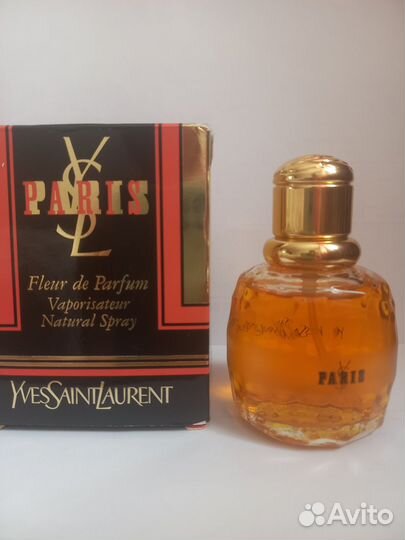 YSL
PARIS
Fleur de Parfum
Vaporisateur
Natural Spray
YVESSAINTLAURENT
YSL
PARIS
Avito